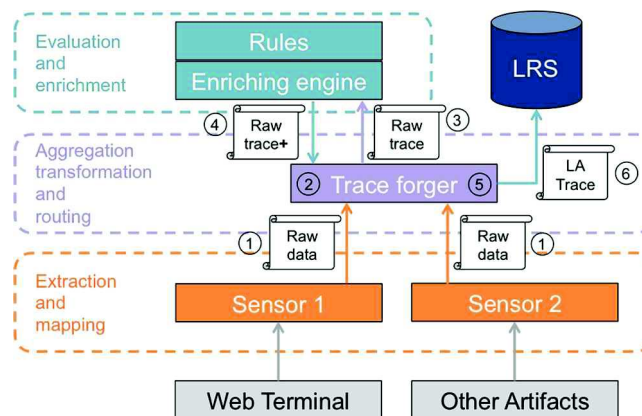 Evaluation
and
enrichment
Rules
Enriching engine
LRS
4
Raw
trace+
Raw
trace
3
Aggregation
transformation
and
routing
2
Trace forger
5
LA
Trace
6
1
Raw
data
Raw
data
1
Extraction
and
mapping
Sensor 1
Sensor 2
Web Terminal
Other Artifacts